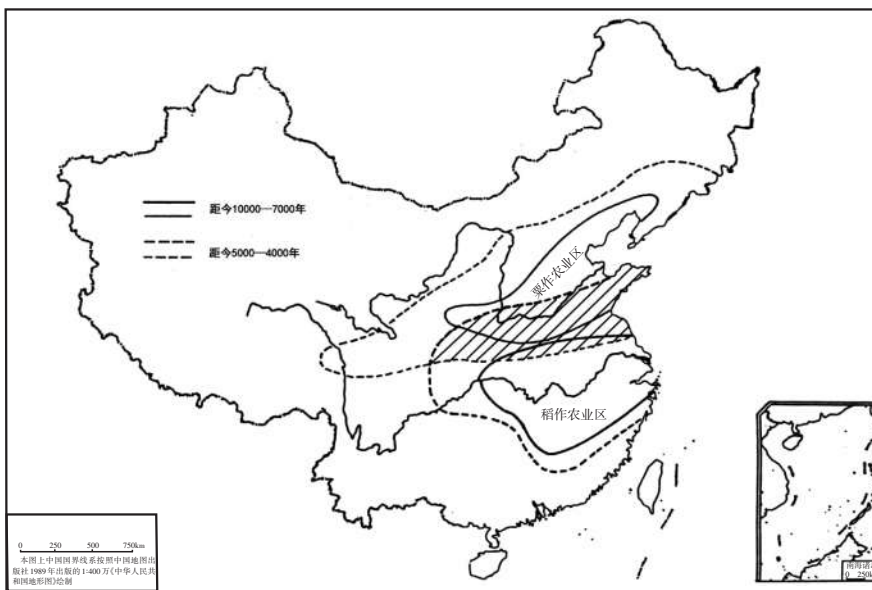 距今10000—7000年
距今5000—4000年
粟作农业区
稻作农业区
0 250 500 750km
本图上中国国界线系按照中国地图出
版社1989年出版的1:400万《中华人民共
和国地形图》绘制
南海诸
0 250k